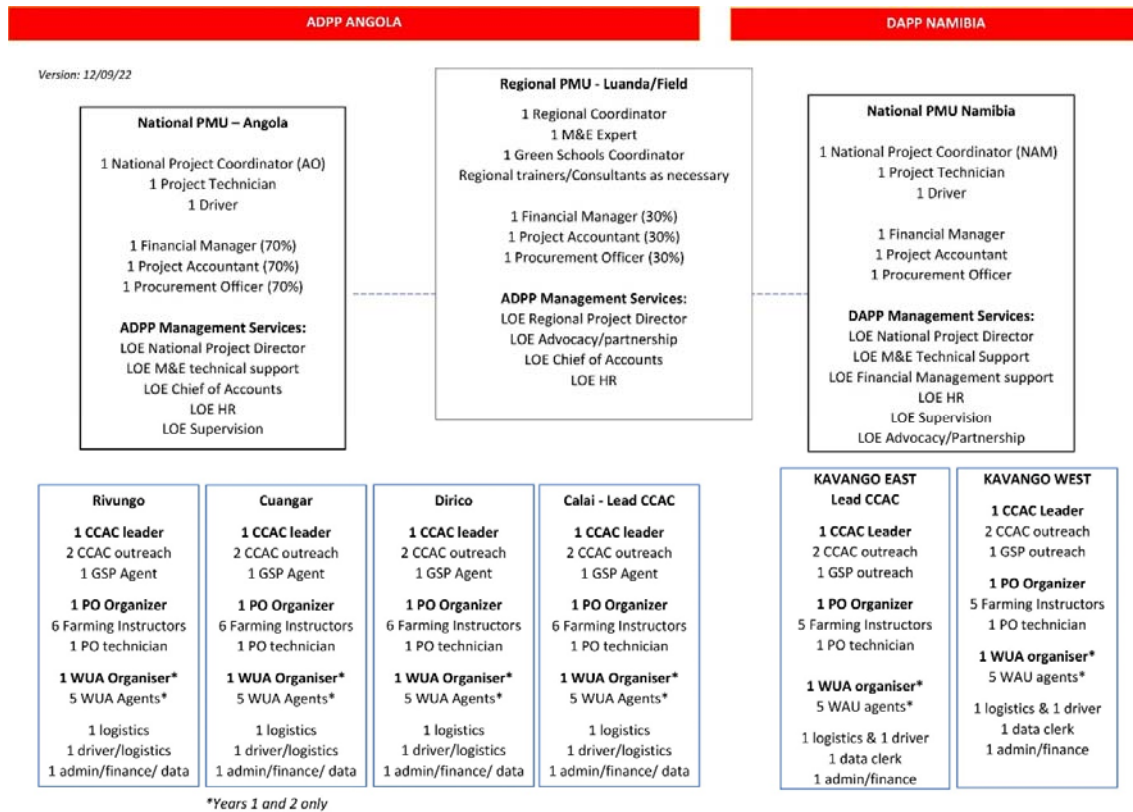 ADPP ANGOLA
DAPP NAMIBIA
Version: 12/09/22
National PMU – Angola
1 National Project Coordinator (AO)
1 Project Technician
1 Driver
1 Financial Manager (70%)
1 Project Accountant (70%)
1 Procurement Officer (70%)
ADPP Management Services:
LOE National Project Director
LOE M&E technical support
LOE Chief of Accounts
LOE HR
LOE Supervision
Regional PMU - Luanda/Field
1 Regional Coordinator
1 M&E Expert
1 Green Schools Coordinator
Regional trainers/Consultants as necessary
1 Financial Manager (30%)
1 Project Accountant (30%)
1 Procurement Officer (30%)
ADPP Management Services:
LOE Regional Project Director
LOE Advocacy/partnership
LOE Chief of Accounts
LOE HR
National PMU Namibia
1 National Project Coordinator (NAM)
1 Project Technician
1 Driver
1 Financial Manager
1 Project Accountant
1 Procurement Officer
DAPP Management Services:
LOE National Project Director
LOE M&E Technical Support
LOE Financial Management support
LOE HR
LOE Supervision
LOE Advocacy/Partnership
Rivungo
1 CCAC leader
2 CCAC outreach
1 GSP Agent
1 PO Organizer
6 Farming Instructors
1 PO technician
1 WUA Organiser*
5 WUA Agents*
1 logistics
1 driver/logistics
1 admin/finance/ data
Cuangar
1 CCAC leader
2 CCAC outreach
1 GSP Agent
1 PO Organizer
6 Farming Instructors
1 PO technician
1 WUA Organiser*
5 WUA Agents*
1 logistics
1 driver/logistics
1 admin/finance/ data
Dirico
1 CCAC leader
2 CCAC outreach
1 GSP Agent
1 PO Organizer
6 Farming Instructors
1 PO technician
1 WUA Organiser*
5 WUA Agents*
1 logistics
1 driver/logistics
1 admin/finance/ data
Calai - Lead CCAC
1 CCAC leader
2 CCAC outreach
1 GSP Agent
1 PO Organizer
6 Farming Instructors
1 PO technician
1 WUA Organiser*
5 WUA Agents*
1 logistics
1 driver/logistics
1 admin/finance/ data
KAVANGO EAST
Lead CCAC
1 CCAC Leader
2 CCAC outreach
1 GSP outreach
1 PO Organizer
5 Farming Instructors
1 PO technician
1 WUA organiser*
5 WAU agents*
1 logistics & 1 driver
1 data clerk
1 admin/finance
KAVANGO WEST
1 CCAC Leader
2 CCAC outreach
1 GSP outreach
1 PO Organizer
5 Farming Instructors
1 PO technician
1 WUA organiser*
5 WAU agents*
1 logistics & 1 driver
1 data clerk
1 admin/finance
*Years 1 and 2 only